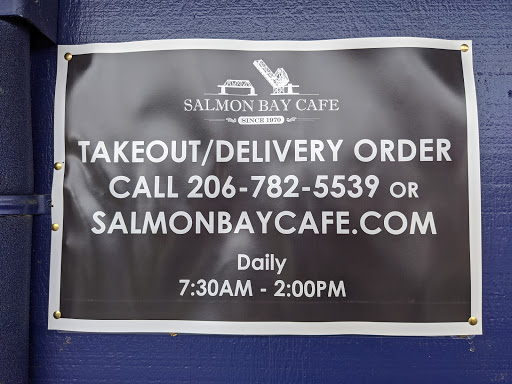 SALMON BAY CAFE
SINCE 1970
TAKEOUT/DELIVERY ORDER
CALL 206-782-5539 OR
SALMONBAYCAFE.COM
Daily
7:30AM - 2:00PM